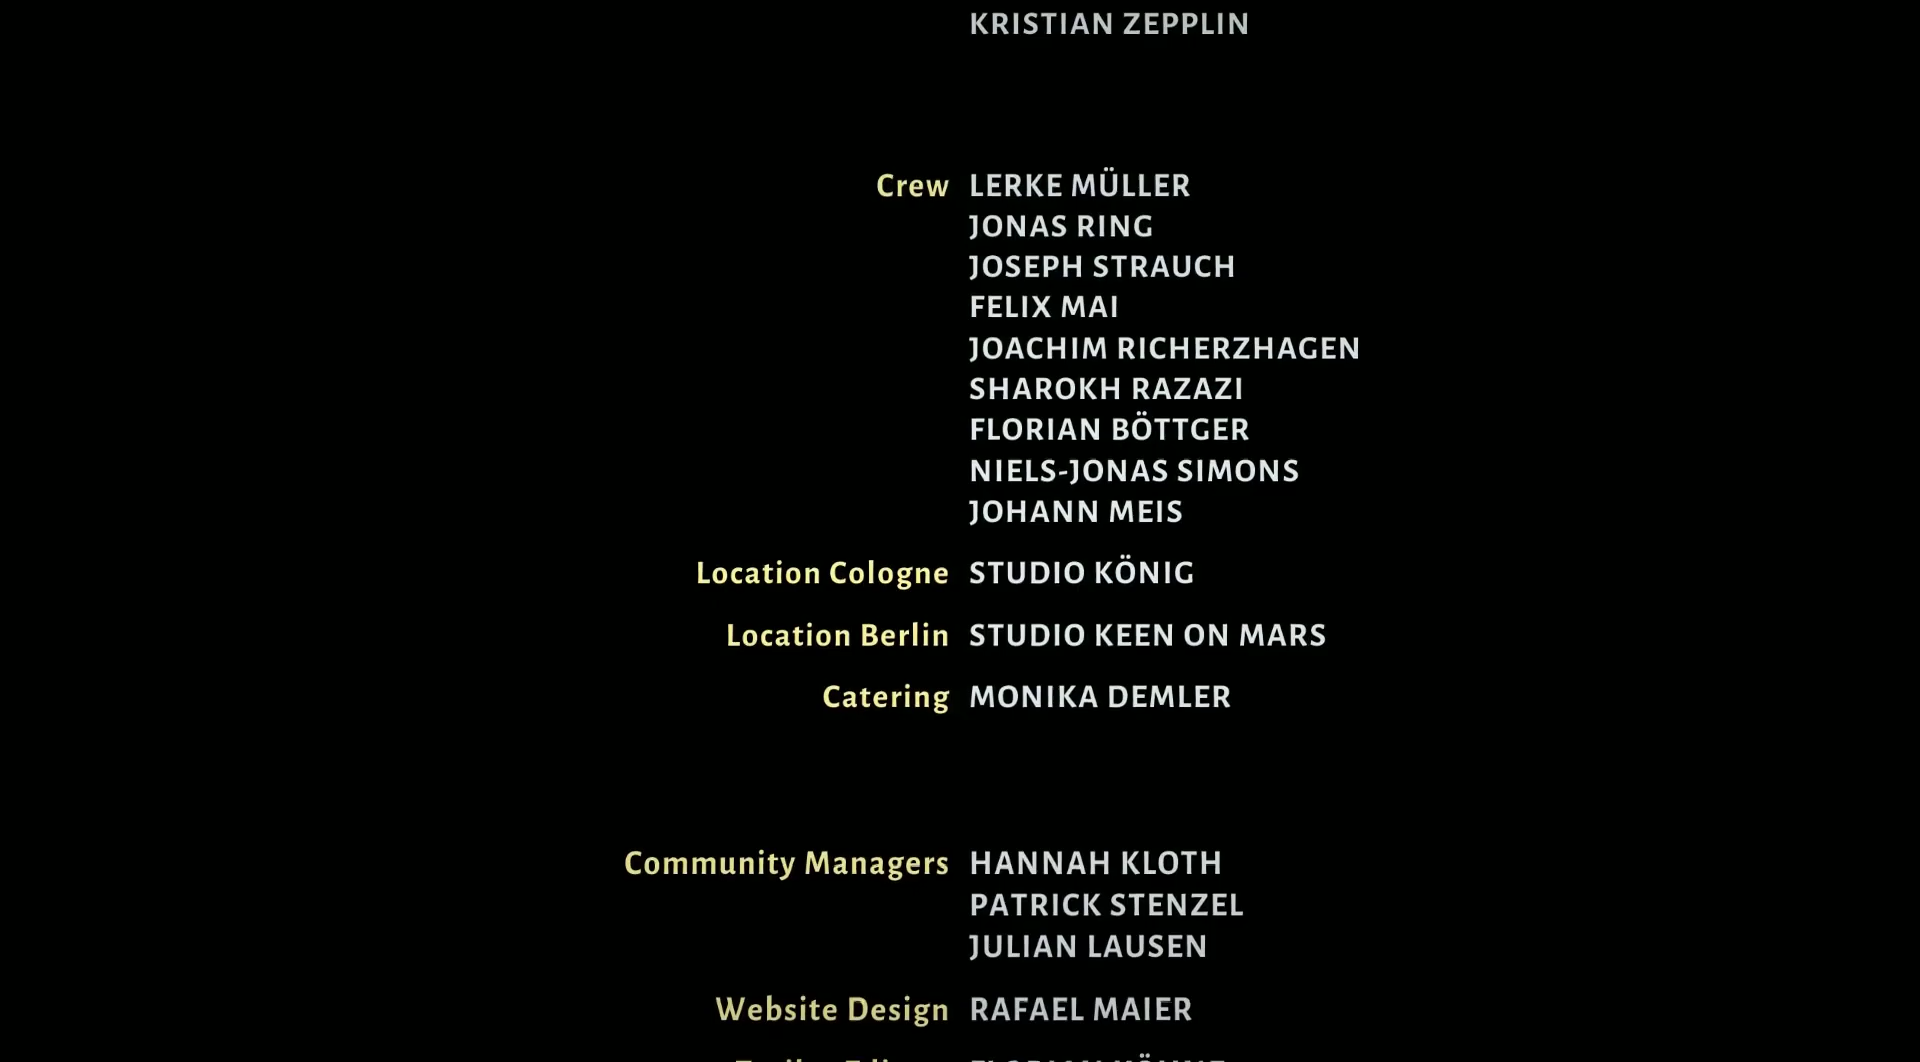 KRISTIAN ZEPPLIN
Crew LERKE MÜLLER
JONAS RING
JOSEPH STRAUCH
FELIX MAI
JOACHIM RICHERZHAGEN
SHAROKH RAZAZI
FLORIAN BÖTTGER
NIELS-JONAS SIMONS
JOHANN MEIS
Location Cologne STUDIO KÖNIG
Location Berlin STUDIO KEEN ON MARS
Catering MONIKA DEMLER
Community Managers HANNAH KLOTH
PATRICK STENZEL
JULIAN LAUSEN
Website Design RAFAEL MAIER